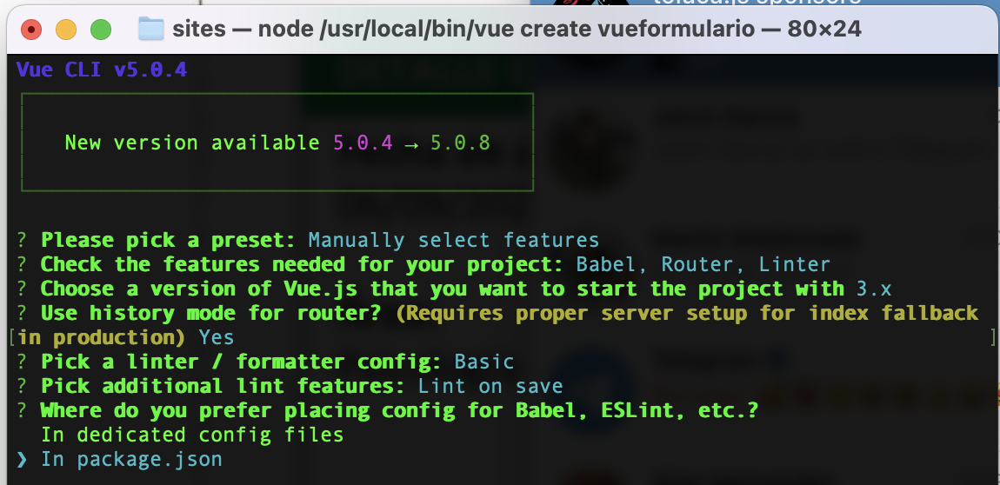 toluca.js sponsors
sites — node /usr/local/bin/vue create vueformulario — 80×24
Vue CLI v5.0.4
New version available 5.0.4 → 5.0.8
? Please pick a preset: Manually select features
? Check the features needed for your project: Babel, Router, Linter
? Choose a version of Vue.js that you want to start the project with 3.x
? Use history mode for router? (Requires proper server setup for index fallback
[in production) Yes ]
? Pick a linter / formatter config: Basic
? Pick additional lint features: Lint on save
? Where do you prefer placing config for Babel, ESLint, etc.?
In dedicated config files
❯ In package.json